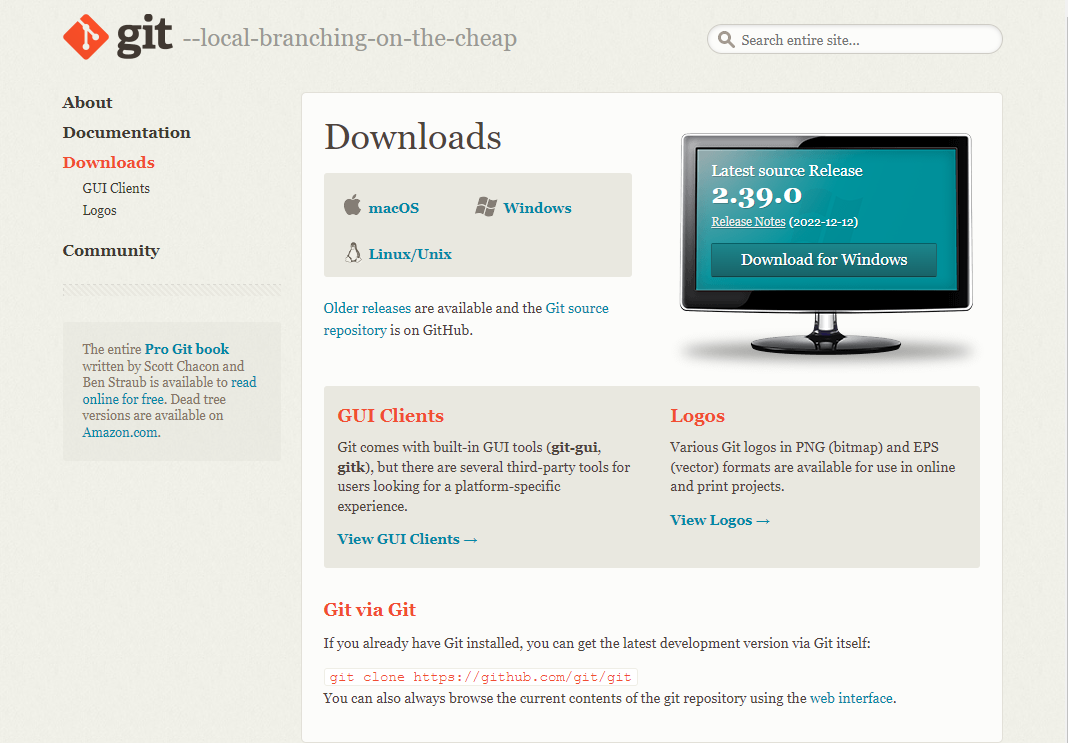 git --local-branching-on-the-cheap
Search entire site...
About
Documentation
Downloads
GUI Clients
Logos
Community
The entire Pro Git book
written by Scott Chacon and
Ben Straub is available to read
online for free. Dead tree
versions are available on
Amazon.com.
Downloads
macOS
Windows
Linux/Unix
Older releases are available and the Git source
repository is on GitHub.
Latest source Release
2.39.0
Release Notes (2022-12-12)
Download for Windows
GUI Clients
Git comes with built-in GUI tools (git-gui,
gitk), but there are several third-party tools for
users looking for a platform-specific
experience.
View GUI Clients →
Logos
Various Git logos in PNG (bitmap) and EPS
(vector) formats are available for use in online
and print projects.
View Logos →
Git via Git
If you already have Git installed, you can get the latest development version via Git itself:
git clone https://github.com/git/git
You can also always browse the current contents of the git repository using the web interface.